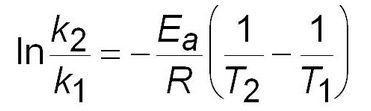 ln k₂/k₁ = − Eₐ/R (1/T₂ − 1/T₁)